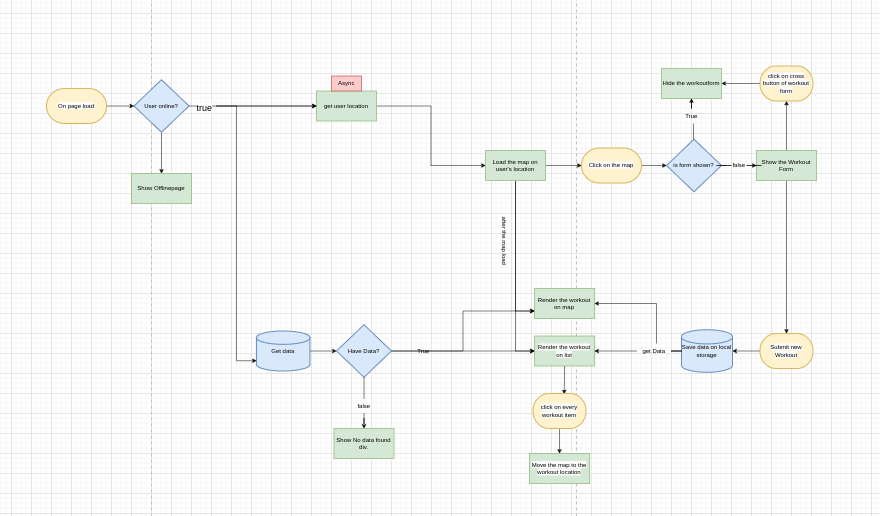 Async
On page load
User online?
true
get user location
Show Offlinepage
Hide the workoutform
click on cross
button of workout
form
True
Load the map on
user's location
Click on the map
is form shown?
false
Show the Workout
Form
after the map load
Render the workout
on map
Get data
Have Data?
True
Render the workout
on list
get Data
Save data on local
storage
Submit new
Workout
false
click on every
workout item
Show No data found
div.
Move the map to the
workout location